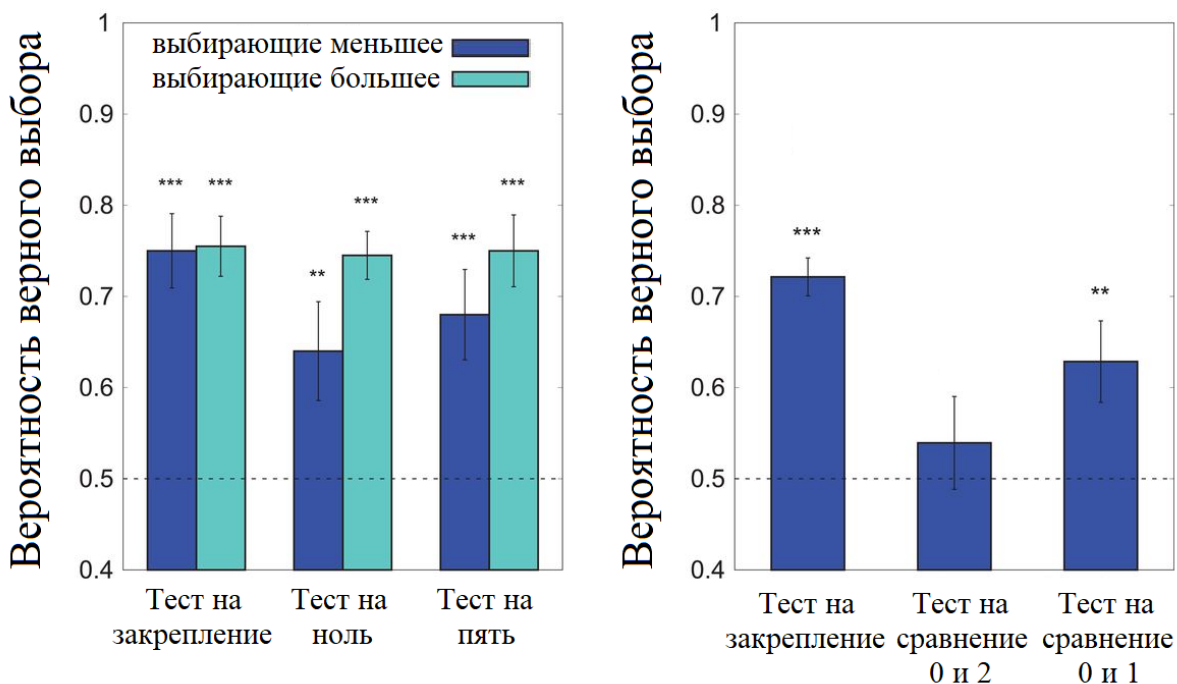 Вероятность верного выбора
1
0.9
0.8
0.7
0.6
0.5
0.4
выбирающие меньшее
выбирающие большее
*** ***
** ***
*** ***
Тест на
закрепление
Тест на
ноль
Тест на
пять
Вероятность верного выбора
1
0.9
0.8
0.7
0.6
0.5
0.4
***
**
Тест на
закрепление
Тест на
сравнение
0 и 2
Тест на
сравнение
0 и 1